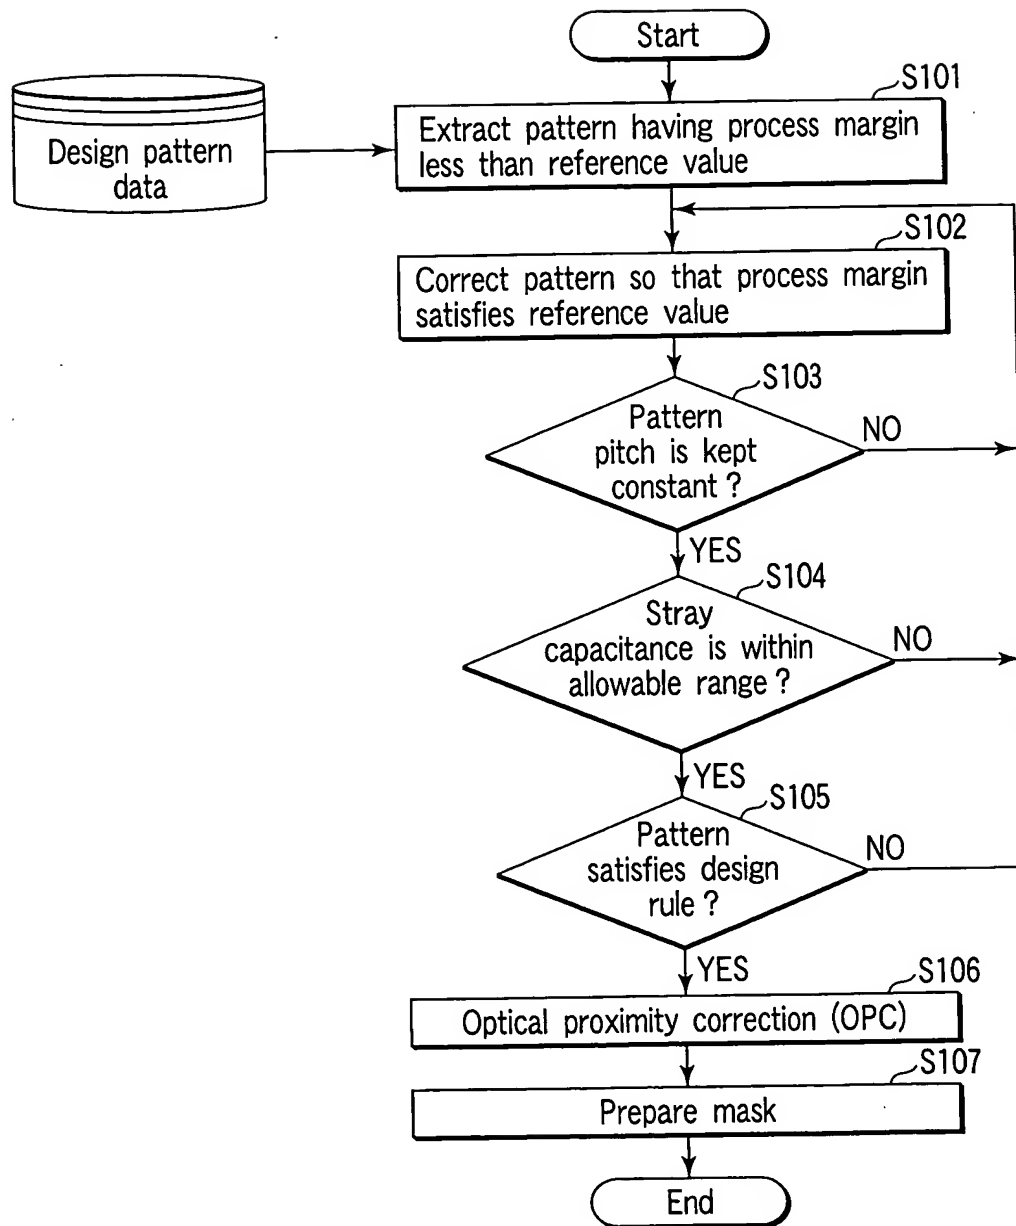 Start
S101
Design pattern
data
Extract pattern having process margin
less than reference value
S102
Correct pattern so that process margin
satisfies reference value
S103
Pattern
pitch is kept
constant ?
NO
YES
S104
Stray
capacitance is within
allowable range ?
NO
YES
S105
Pattern
satisfies design
rule ?
NO
YES
S106
Optical proximity correction (OPC)
S107
Prepare mask
End